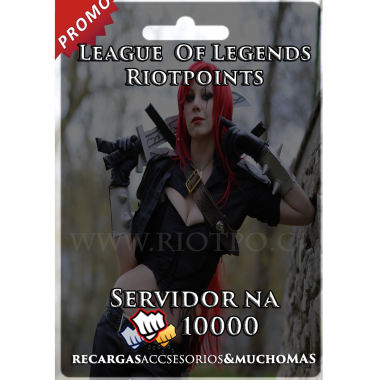 PROMO
LEAGUE OF LEGENDS
RIOTPOINTS
WWW.RIOTPO.C
SERVIDOR NA
10000
RECARGASACCSESORIOS&MUCHOMAS